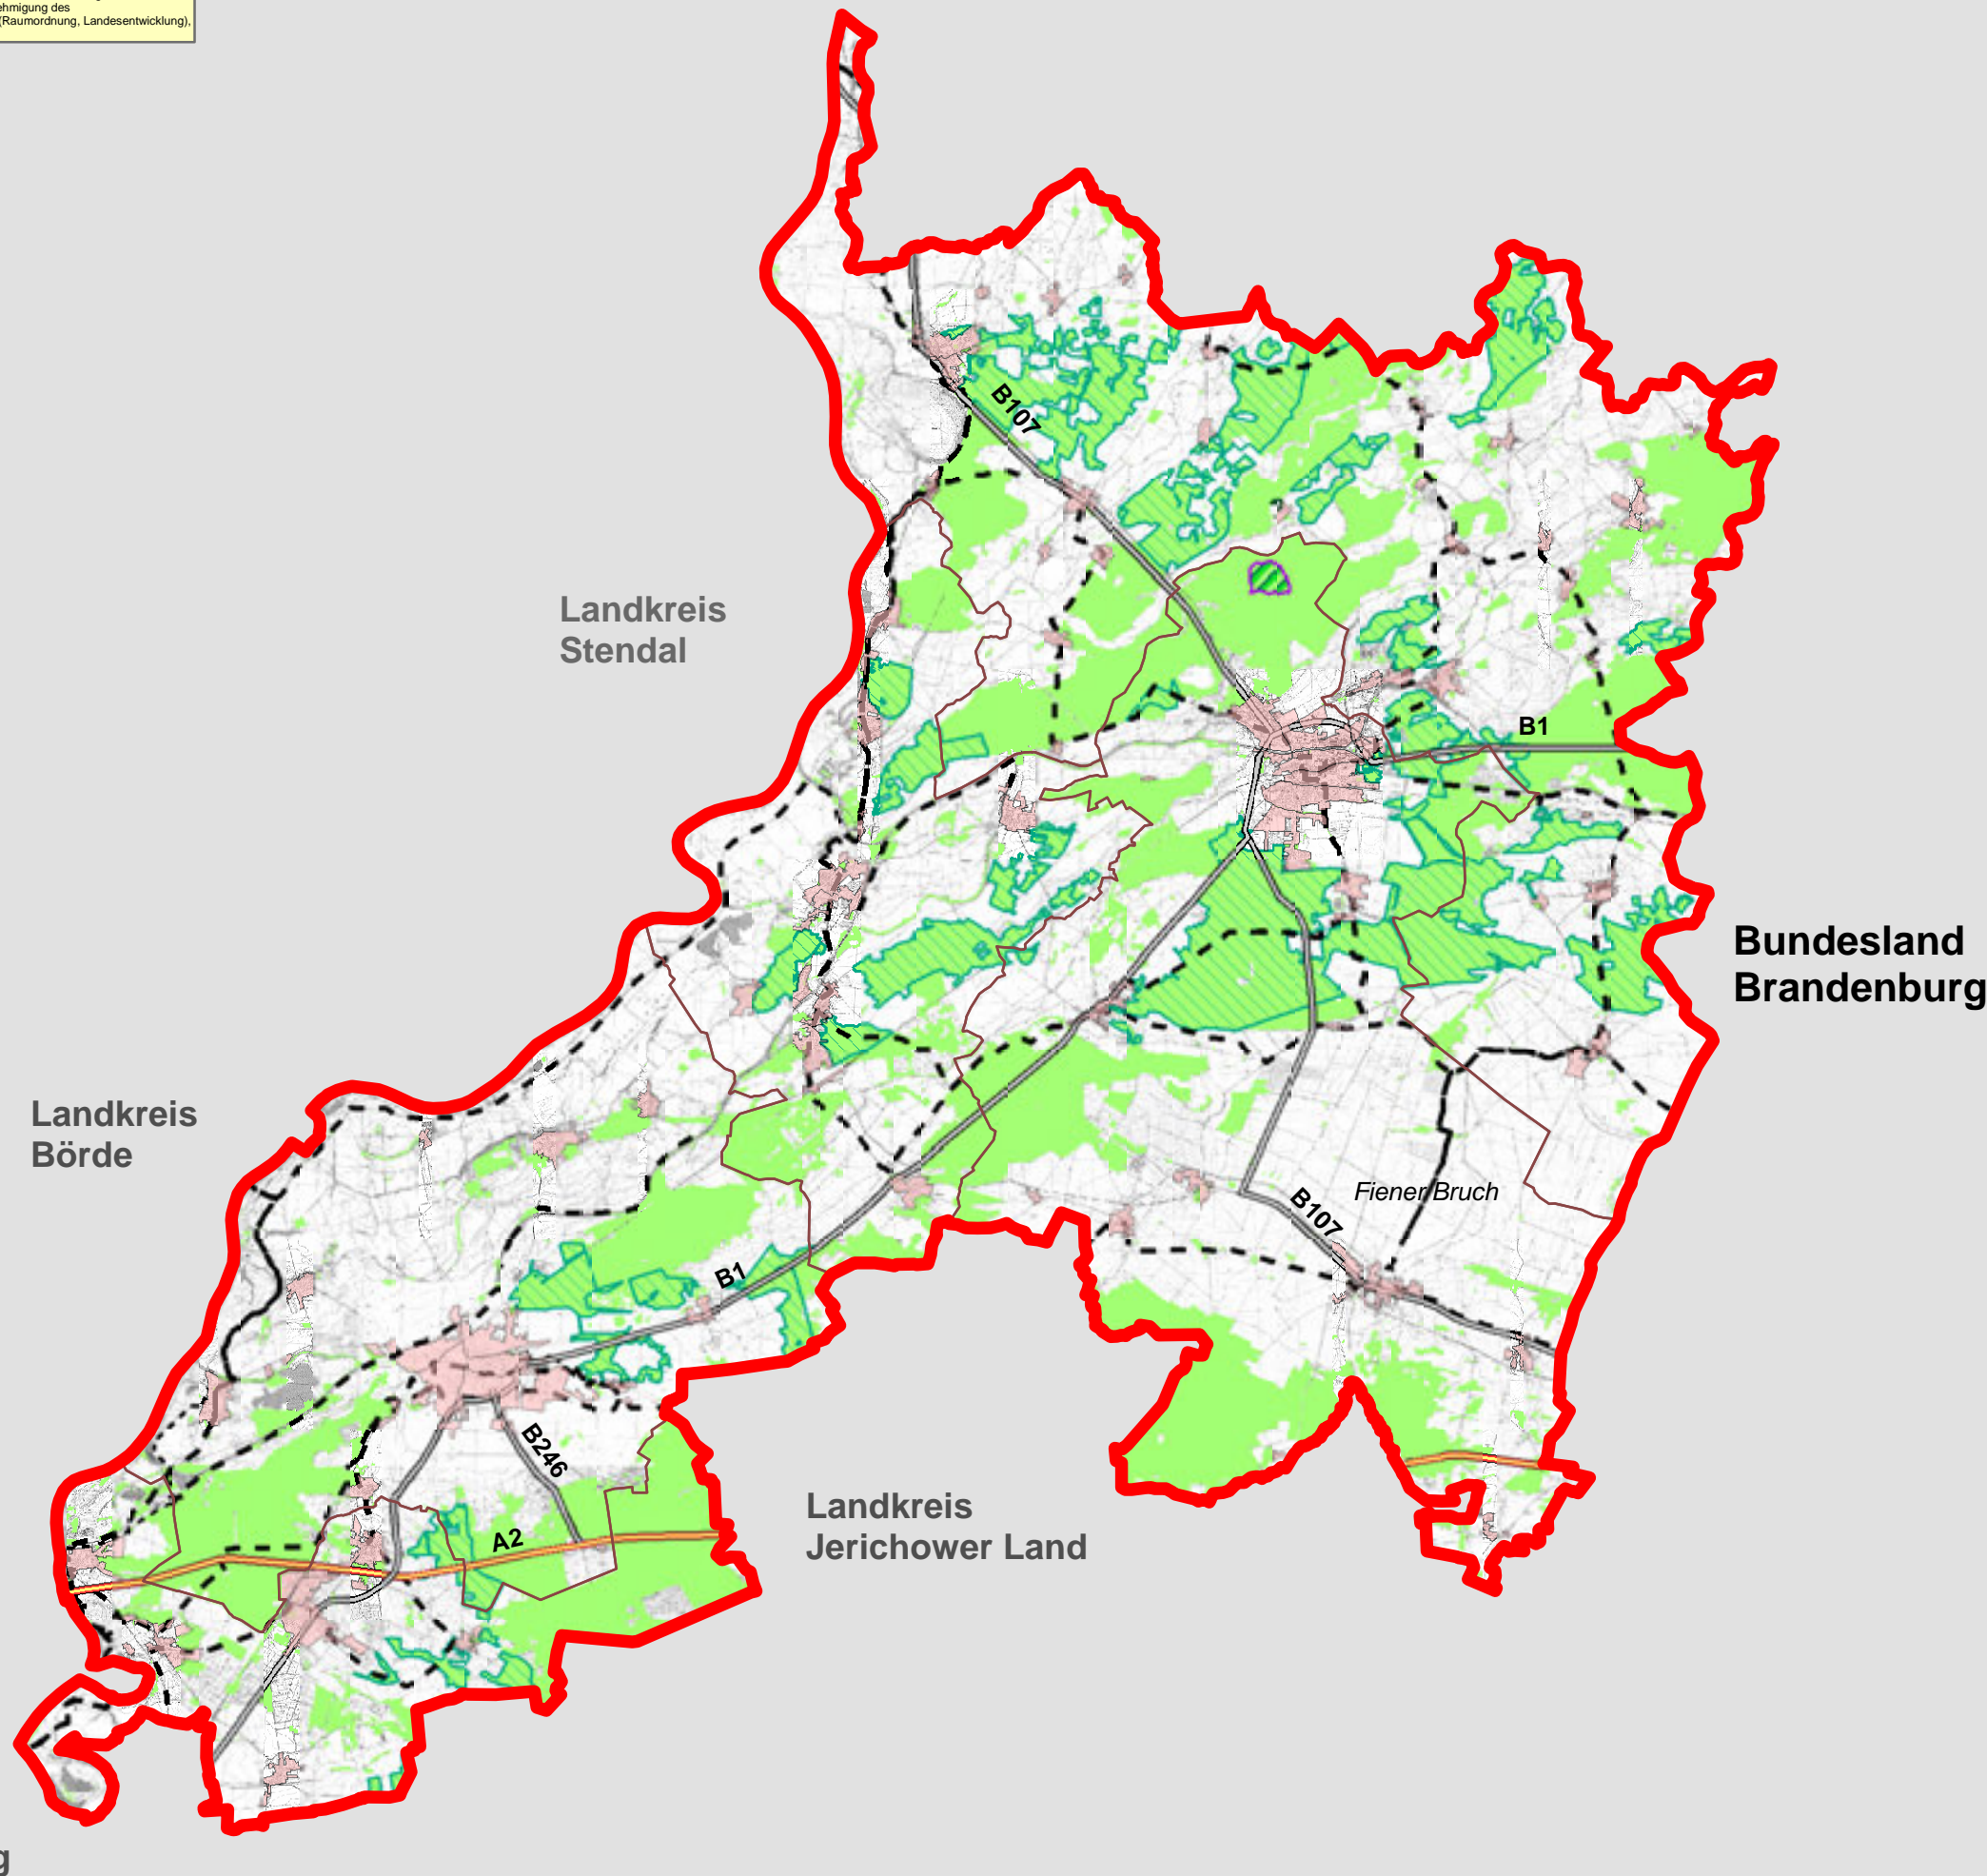 ehmigung des
(Raumordnung, Landesentwicklung),
B107
Landkreis
Stendal
B1
Bundesland
Brandenburg
Landkreis
Börde
Fiener Bruch
B107
B1
B246
A2
Landkreis
Jerichower Land
g